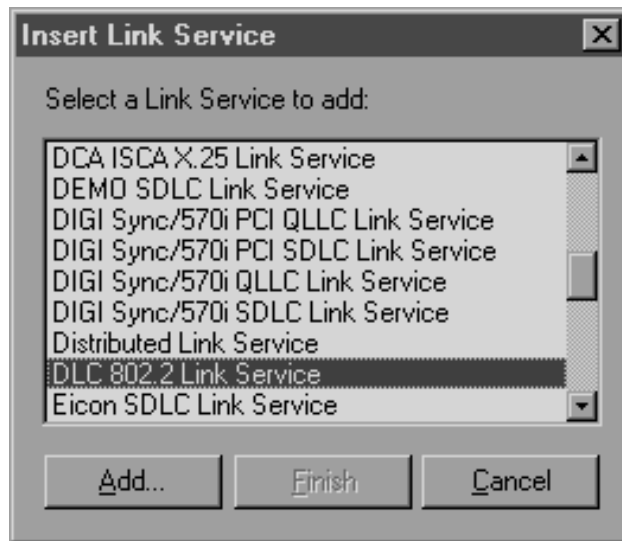 Insert Link Service
Select a Link Service to add:
DCA ISCA X.25 Link Service
DEMO SDLC Link Service
DIGI Sync/570i PCI QLLC Link Service
DIGI Sync/570i PCI SDLC Link Service
DIGI Sync/570i QLLC Link Service
DIGI Sync/570i SDLC Link Service
Distributed Link Service
DLC 802.2 Link Service
Eicon SDLC Link Service
Add... Finish Cancel